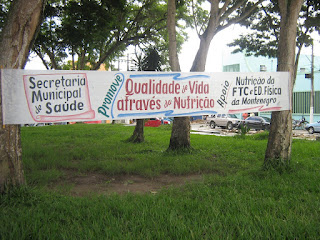 Secretaria
Municipal
de Saúde
Promove
Qualidade de Vida
através da Nutrição
Apoio
Nutrição da
FTC e ED. Física
da Montenegro